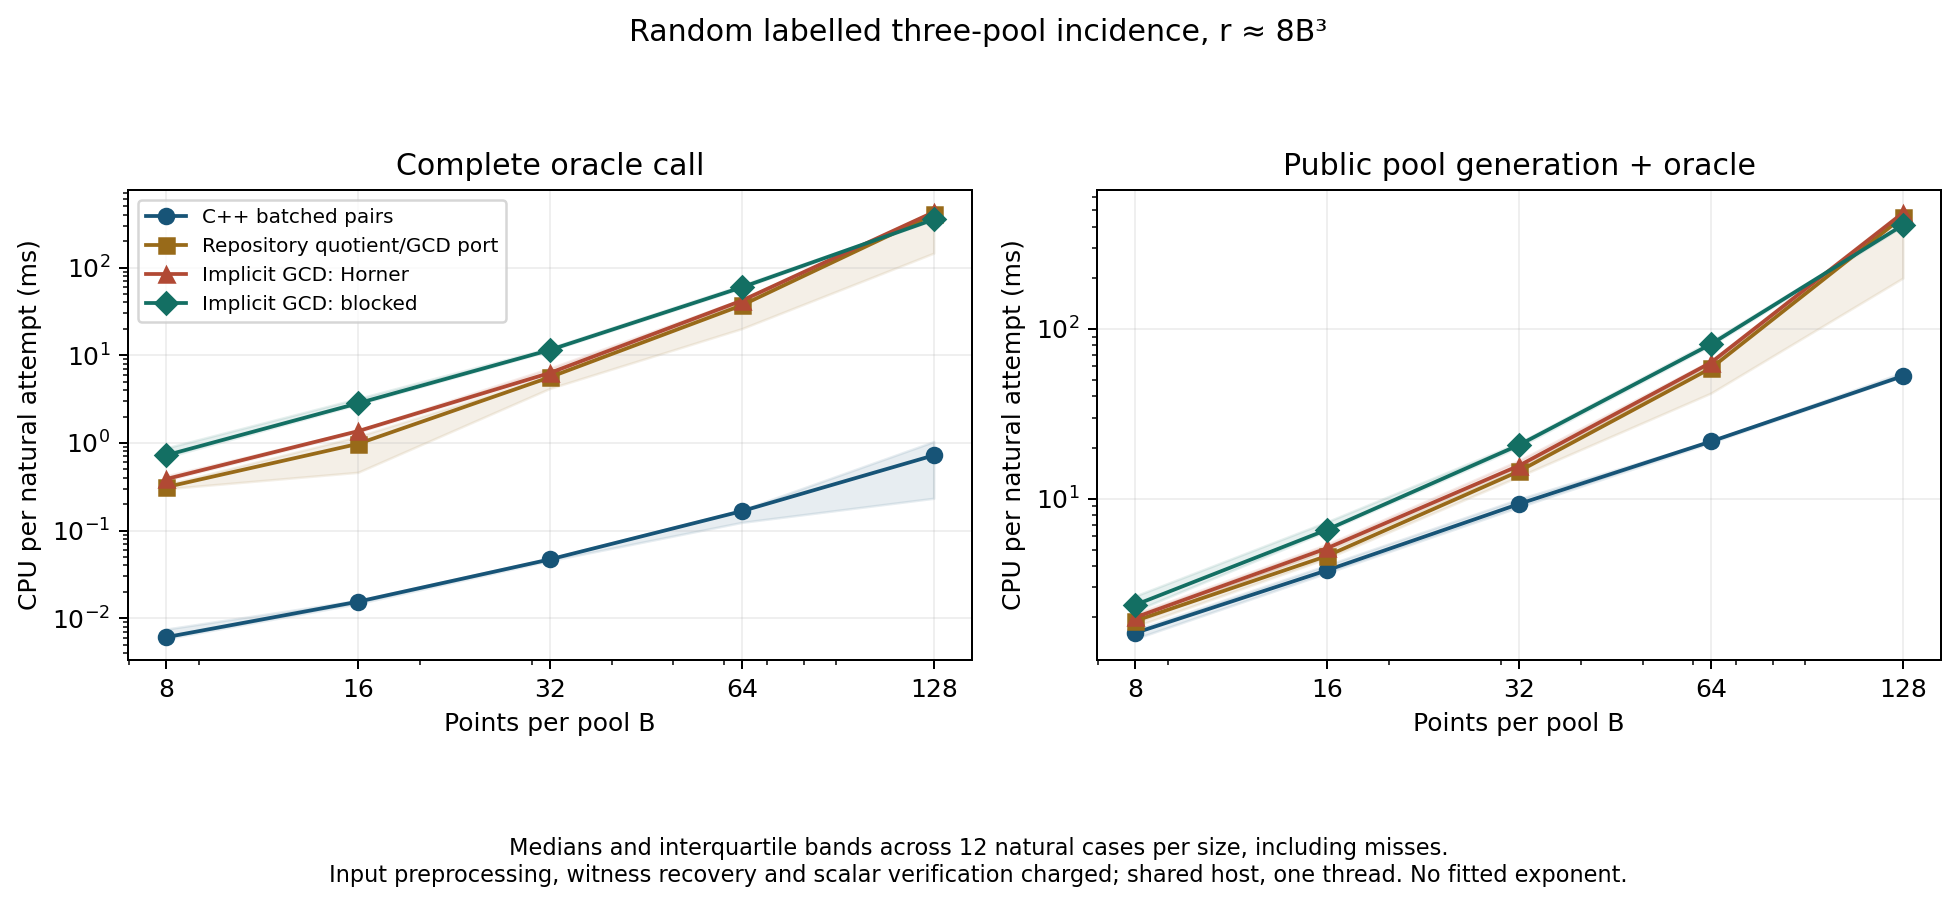 Random labelled three-pool incidence, r ≈ 8B³
Complete oracle call
CPU per natural attempt (ms)
10²
10¹
10⁰
10⁻¹
10⁻²
C++ batched pairs
Repository quotient/GCD port
Implicit GCD: Horner
Implicit GCD: blocked
8 16 32 64 128
Points per pool B
Public pool generation + oracle
CPU per natural attempt (ms)
10²
10¹
8 16 32 64 128
Points per pool B
Medians and interquartile bands across 12 natural cases per size, including misses.
Input preprocessing, witness recovery and scalar verification charged; shared host, one thread. No fitted exponent.